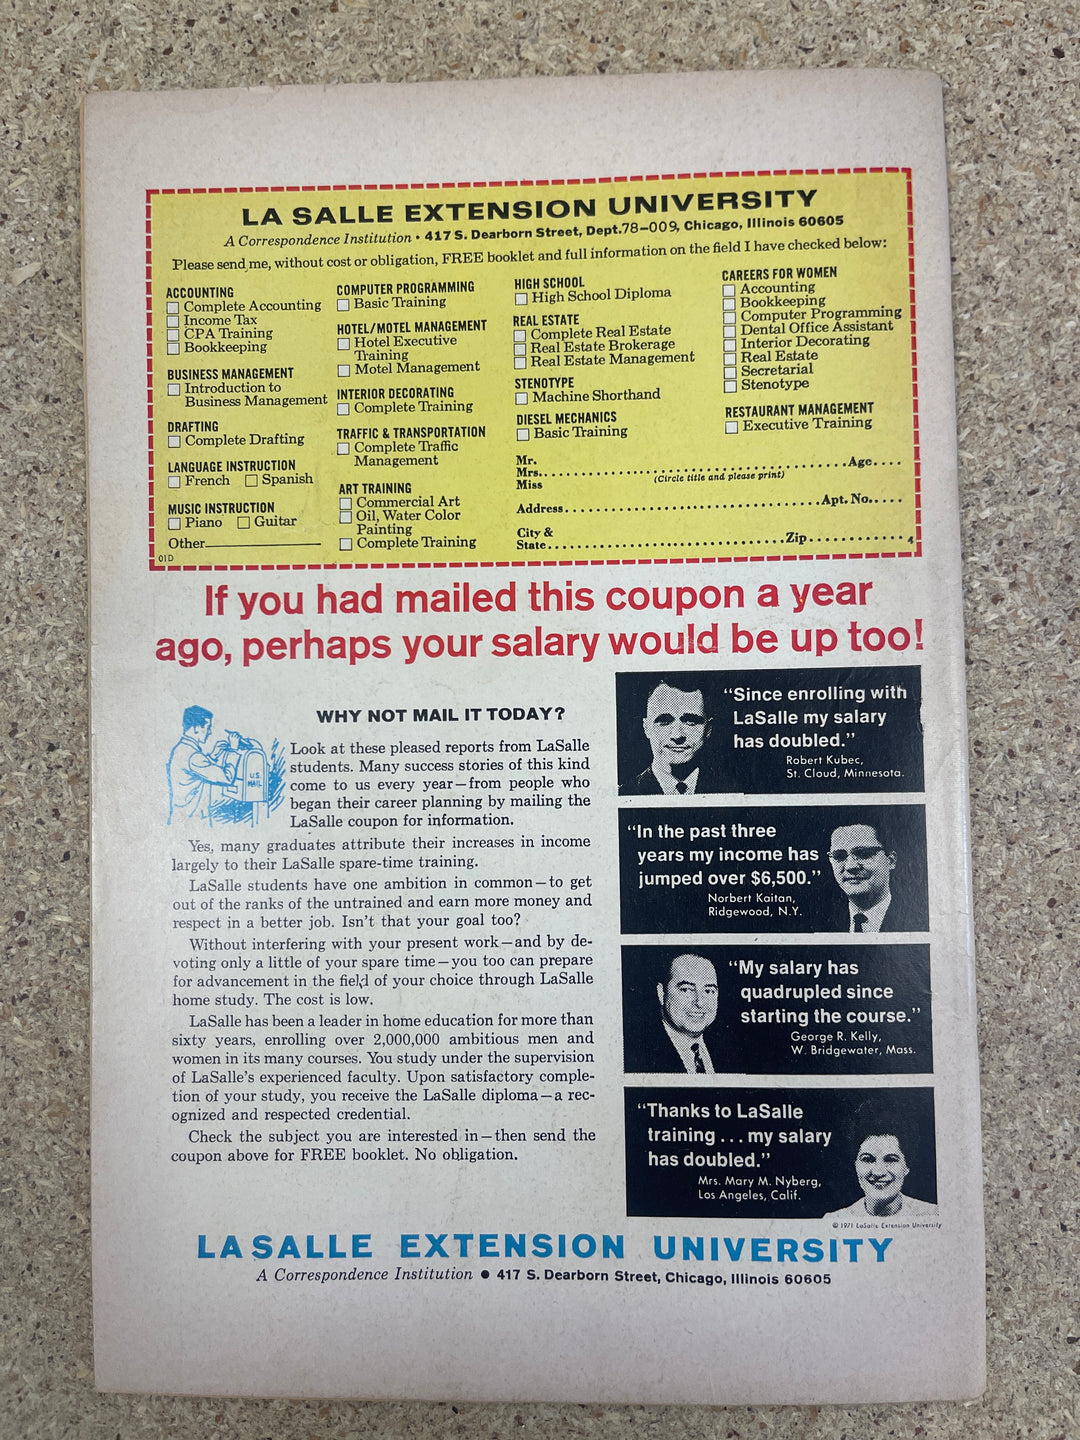 LA SALLE EXTENSION UNIVERSITY
A Correspondence Institution • 417 S. Dearborn Street, Dept.78-009, Chicago, Illinois 60605
Please send me, without cost or obligation, FREE booklet and full information on the field I have checked below:
ACCOUNTING
Complete Accounting
Income Tax
CPA Training
Bookkeeping
BUSINESS MANAGEMENT
Introduction to
Business Management
DRAFTING
Complete Drafting
LANGUAGE INSTRUCTION
French Spanish
MUSIC INSTRUCTION
Piano Guitar
Other
01D
COMPUTER PROGRAMMING
Basic Training
HOTEL/MOTEL MANAGEMENT
Hotel Executive
Training
Motel Management
INTERIOR DECORATING
Complete Training
TRAFFIC & TRANSPORTATION
Complete Traffic
Management
ART TRAINING
Commercial Art
Oil, Water Color
Painting
Complete Training
HIGH SCHOOL
High School Diploma
REAL ESTATE
Complete Real Estate
Real Estate Brokerage
Real Estate Management
STENOTYPE
Machine Shorthand
DIESEL MECHANICS
Basic Training
CAREERS FOR WOMEN
Accounting
Bookkeeping
Computer Programming
Dental Office Assistant
Interior Decorating
Real Estate
Secretarial
Stenotype
RESTAURANT MANAGEMENT
Executive Training
Mr.
Mrs. Age
Miss (Circle title and please print)
Address Apt. No.
City &
State Zip 4
If you had mailed this coupon a year
ago, perhaps your salary would be up too!
WHY NOT MAIL IT TODAY?
U.S.
MAIL
Look at these pleased reports from LaSalle
students. Many success stories of this kind
come to us every year—from people who
began their career planning by mailing the
LaSalle coupon for information.
Yes, many graduates attribute their increases in income
largely to their LaSalle spare-time training.
LaSalle students have one ambition in common—to get
out of the ranks of the untrained and earn more money and
respect in a better job. Isn't that your goal too?
Without interfering with your present work—and by de-
voting only a little of your spare time—you too can prepare
for advancement in the field of your choice through LaSalle
home study. The cost is low.
LaSalle has been a leader in home education for more than
sixty years, enrolling over 2,000,000 ambitious men and
women in its many courses. You study under the supervision
of LaSalle's experienced faculty. Upon satisfactory comple-
tion of your study, you receive the LaSalle diploma—a rec-
ognized and respected credential.
Check the subject you are interested in—then send the
coupon above for FREE booklet. No obligation.
"Since enrolling with
LaSalle my salary
has doubled."
Robert Kubec,
St. Cloud, Minnesota.
"In the past three
years my income has
jumped over $6,500."
Norbert Kaitan,
Ridgewood, N.Y.
"My salary has
quadrupled since
starting the course."
George R. Kelly,
W. Bridgewater, Mass.
"Thanks to LaSalle
training . . . my salary
has doubled."
Mrs. Mary M. Nyberg,
Los Angeles, Calif.
© 1971 LaSalle Extension University
LA SALLE EXTENSION UNIVERSITY
A Correspondence Institution • 417 S. Dearborn Street, Chicago, Illinois 60605